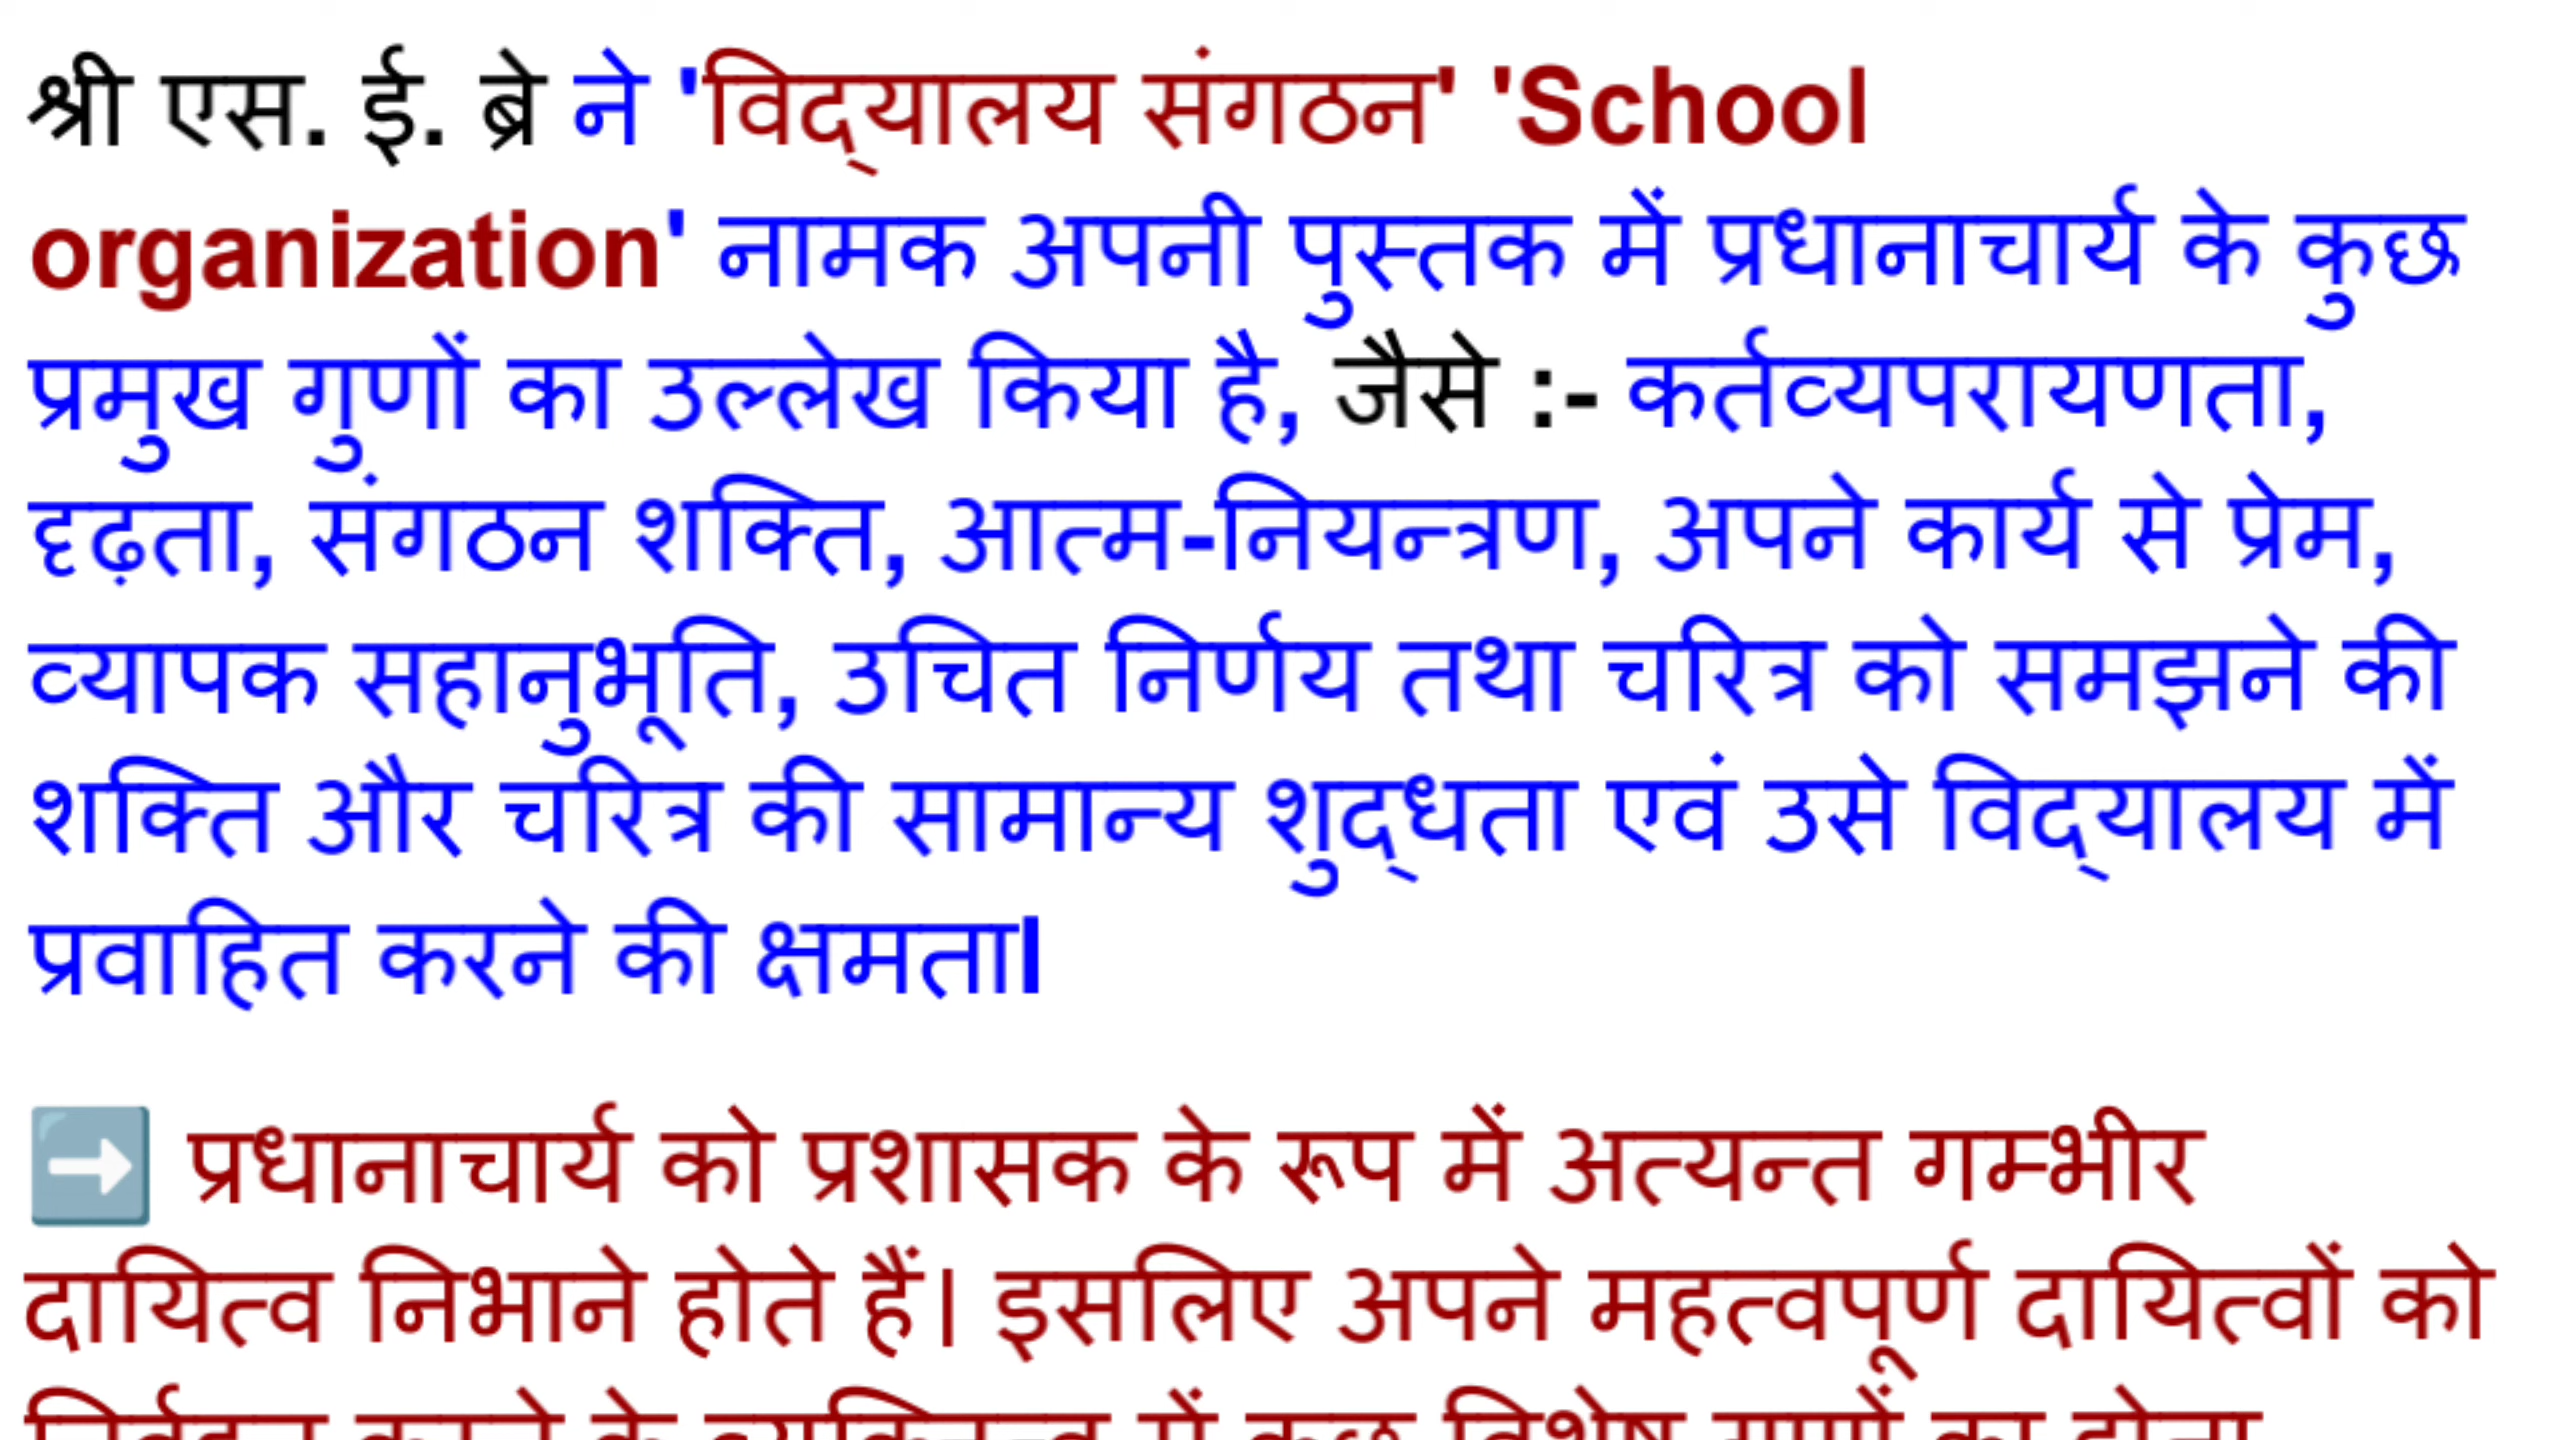 श्री एस. ई. ब्रे ने 'विद्यालय संगठन' 'School
organization' नामक अपनी पुस्तक में प्रधानाचार्य के कुछ
प्रमुख गुणों का उल्लेख किया है, जैसे :- कर्तव्यपरायणता,
दृढ़ता, संगठन शक्ति, आत्म-नियन्त्रण, अपने कार्य से प्रेम,
व्यापक सहानुभूति, उचित निर्णय तथा चरित्र को समझने की
शक्ति और चरित्र की सामान्य शुद्धता एवं उसे विद्यालय में
प्रवाहित करने की क्षमताl
➡️ प्रधानाचार्य को प्रशासक के रूप में अत्यन्त गम्भीर
दायित्व निभाने होते हैं। इसलिए अपने महत्वपूर्ण दायित्वों को
में कुछ विशेष गुणों का होना